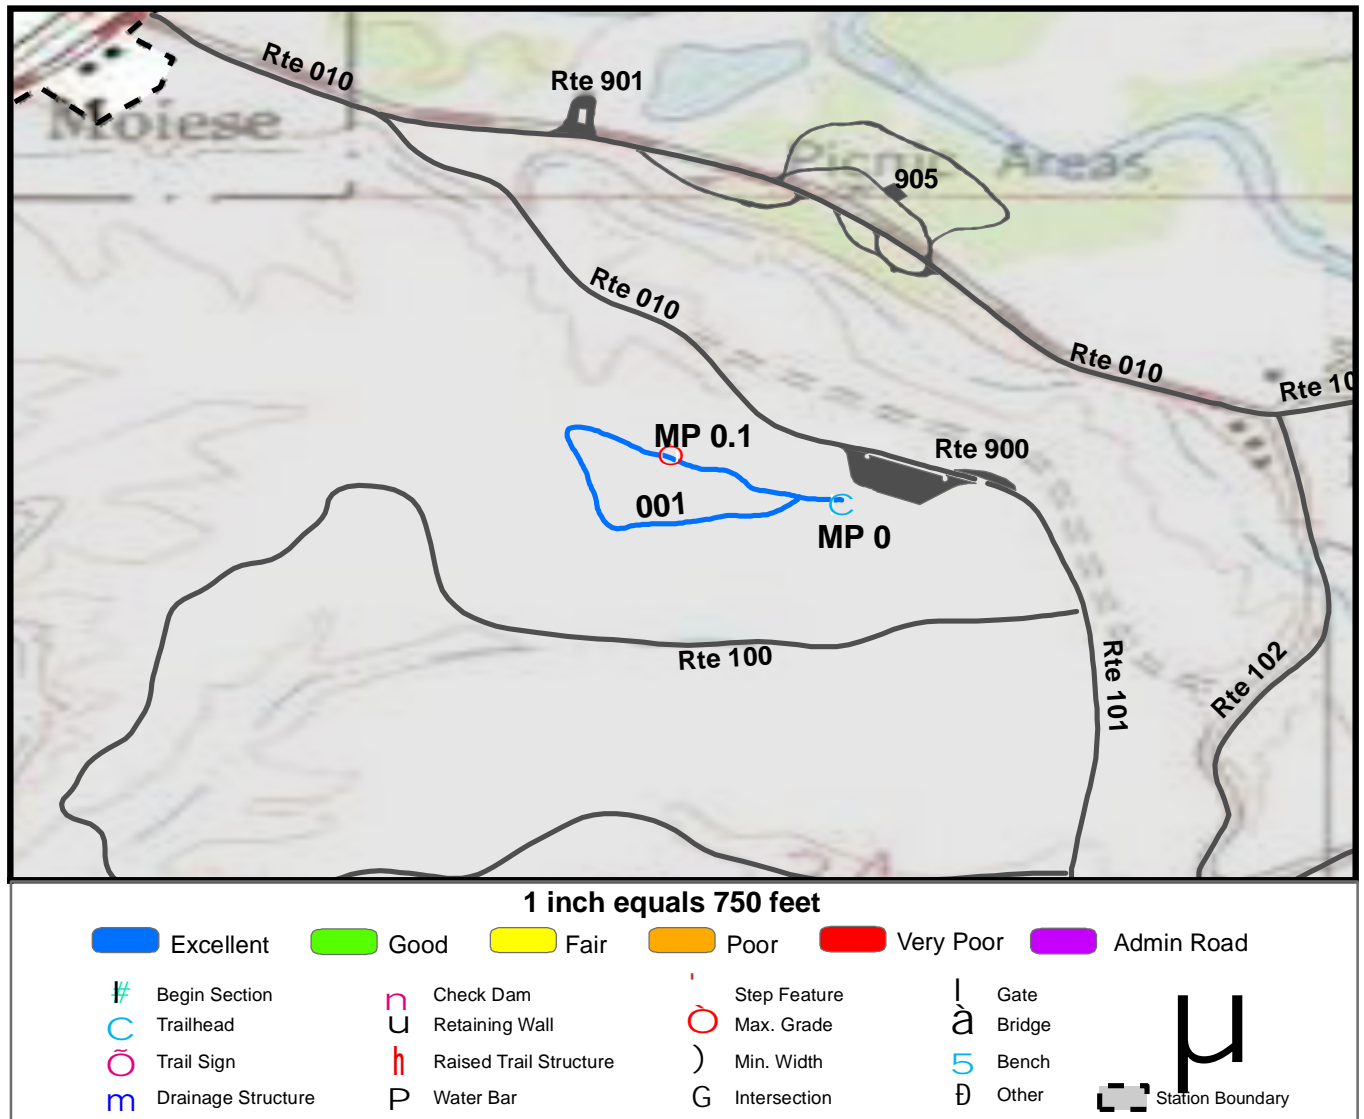 Rte 010
Rte 901
Moiese
Picnic Areas
905
Rte 010
Rte 010
Rte 10
MP 0.1
Rte 900
001
MP 0
Rte 100
Rte 101
Rte 102
24
1 inch equals 750 feet
Excellent
Good
Fair
Poor
Very Poor
Admin Road
# Begin Section
n Check Dam
' Step Feature
l Gate
C Trailhead
u Retaining Wall
Ò Max. Grade
à Bridge
Õ Trail Sign
h Raised Trail Structure
) Min. Width
5 Bench
m Drainage Structure
P Water Bar
G Intersection
Ð Other
µ
Station Boundary